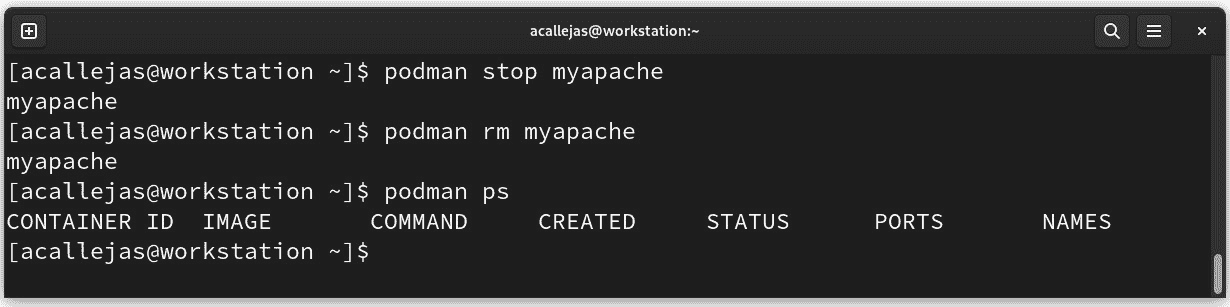 acallejas@workstation:~
[acallejas@workstation ~]$ podman stop myapache
myapache
[acallejas@workstation ~]$ podman rm myapache
myapache
[acallejas@workstation ~]$ podman ps
CONTAINER ID  IMAGE       COMMAND     CREATED     STATUS      PORTS       NAMES
[acallejas@workstation ~]$